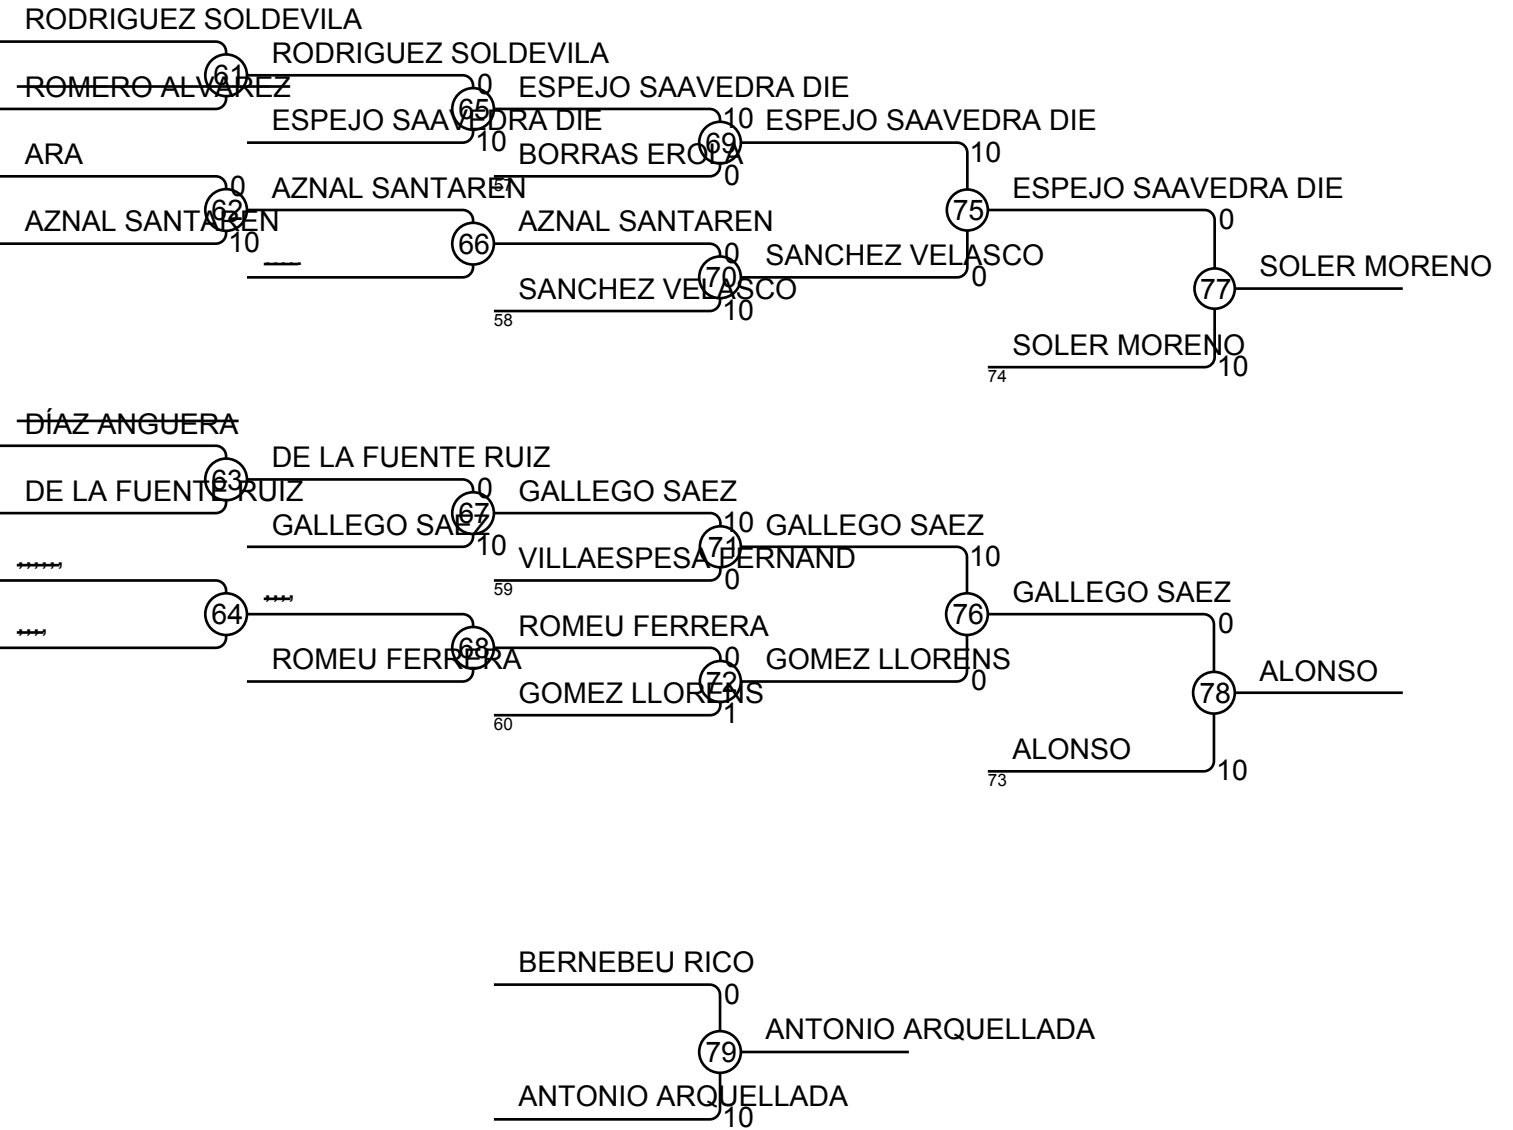 RODRIGUEZ SOLDEVILA
61
ROMERO ALVAREZ
RODRIGUEZ SOLDEVILA
0
65
ESPEJO SAAVEDRA DIE
10
ESPEJO SAAVEDRA DIE
10
69
BORRAS EROLA
57
0
ESPEJO SAAVEDRA DIE
10
ARA
0
62
AZNAL SANTAREN
10
AZNAL SANTAREN
66
AZNAL SANTAREN
0
70
SANCHEZ VELASCO
58
10
SANCHEZ VELASCO
0
75
ESPEJO SAAVEDRA DIE
0
77
SOLER MORENO
SOLER MORENO
74
10
DÍAZ ANGUERA
63
DE LA FUENTE RUIZ
DE LA FUENTE RUIZ
0
67
GALLEGO SAEZ
10
GALLEGO SAEZ
10
71
VILLAESPESA FERNAND
59
0
GALLEGO SAEZ
10
64
68
ROMEU FERRERA
ROMEU FERRERA
0
72
GOMEZ LLORENS
60
1
GOMEZ LLORENS
0
76
GALLEGO SAEZ
0
78
ALONSO
ALONSO
73
10
BERNEBEU RICO
0
79
ANTONIO ARQUELLADA
ANTONIO ARQUELLADA
10